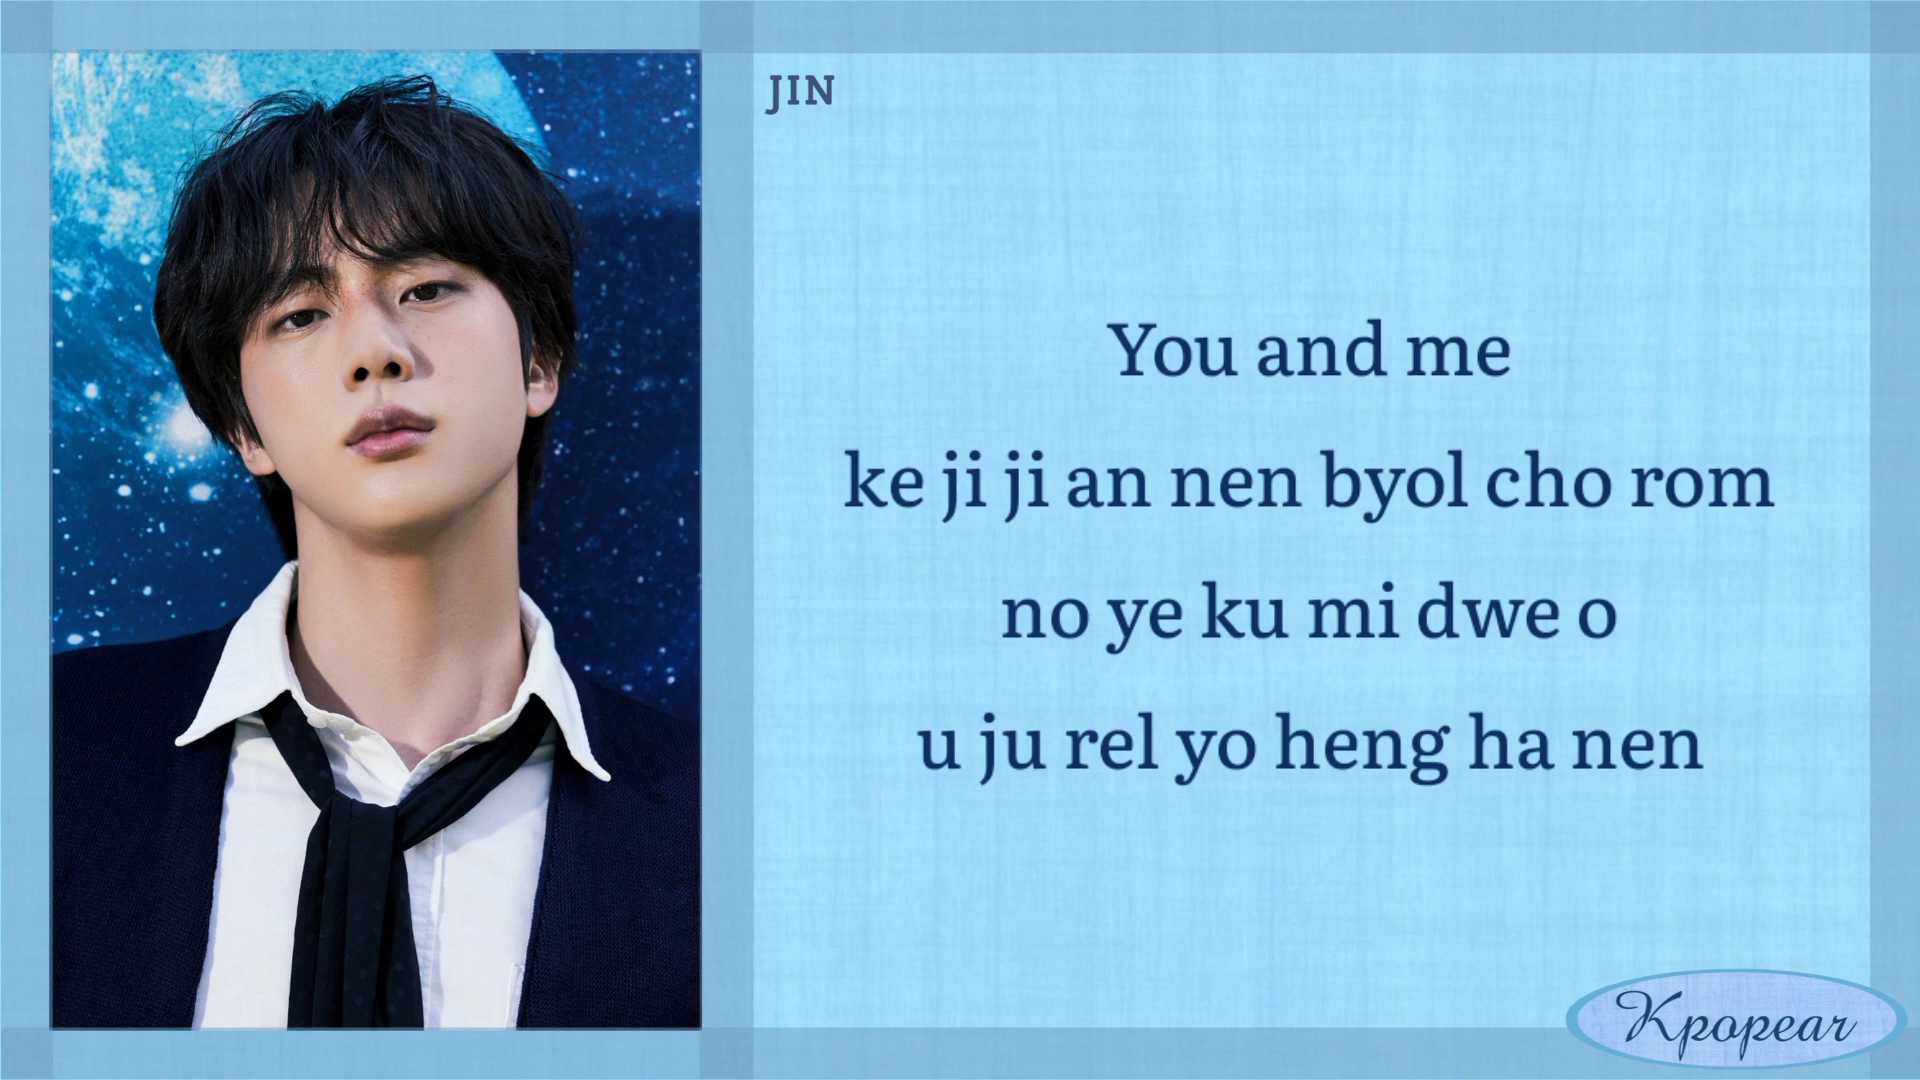 JIN
You and me
ke ji ji an nen byol cho rom
no ye ku mi dwe o
u ju rel yo heng ha nen
Kpopear